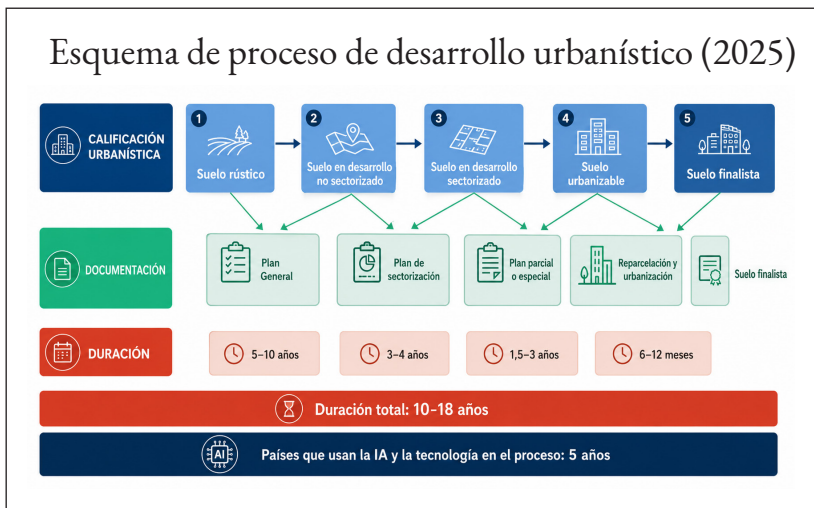 Esquema de proceso de desarrollo urbanístico (2025)
CALIFICACIÓN
URBANÍSTICA
1
Suelo rústico
2
Suelo en desarrollo
no sectorizado
3
Suelo en desarrollo
sectorizado
4
Suelo
urbanizable
5
Suelo finalista
DOCUMENTACIÓN
Plan
General
Plan de
sectorización
Plan parcial
o especial
Reparcelación y
urbanización
Suelo finalista
DURACIÓN
5–10 años
3–4 años
1,5–3 años
6–12 meses
Duración total: 10–18 años
AI
Países que usan la IA y la tecnología en el proceso: 5 años